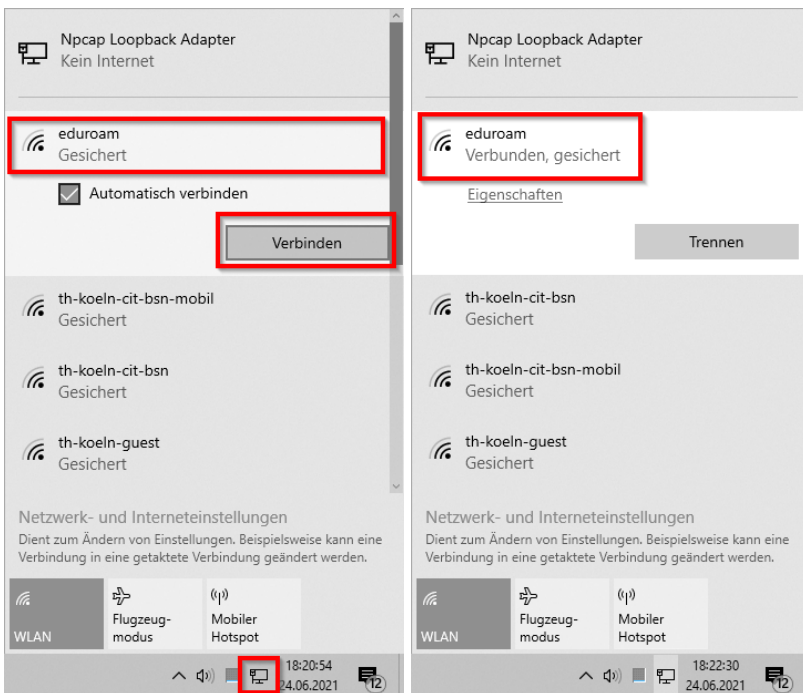 Npcap Loopback Adapter
Kein Internet
eduroam
Gesichert
Automatisch verbinden
Verbinden
th-koeln-cit-bsn-mobil
Gesichert
th-koeln-cit-bsn
Gesichert
th-koeln-guest
Gesichert
Netzwerk- und Interneteinstellungen
Dient zum Ändern von Einstellungen. Beispielsweise kann eine
Verbindung in eine getaktete Verbindung geändert werden.
WLAN
Flugzeug-
modus
Mobiler
Hotspot
18:20:54
24.06.2021
12
Npcap Loopback Adapter
Kein Internet
eduroam
Verbunden, gesichert
Eigenschaften
Trennen
th-koeln-cit-bsn
Gesichert
th-koeln-cit-bsn-mobil
Gesichert
th-koeln-guest
Gesichert
Netzwerk- und Interneteinstellungen
Dient zum Ändern von Einstellungen. Beispielsweise kann eine
Verbindung in eine getaktete Verbindung geändert werden.
WLAN
Flugzeug-
modus
Mobiler
Hotspot
18:22:30
24.06.2021
12